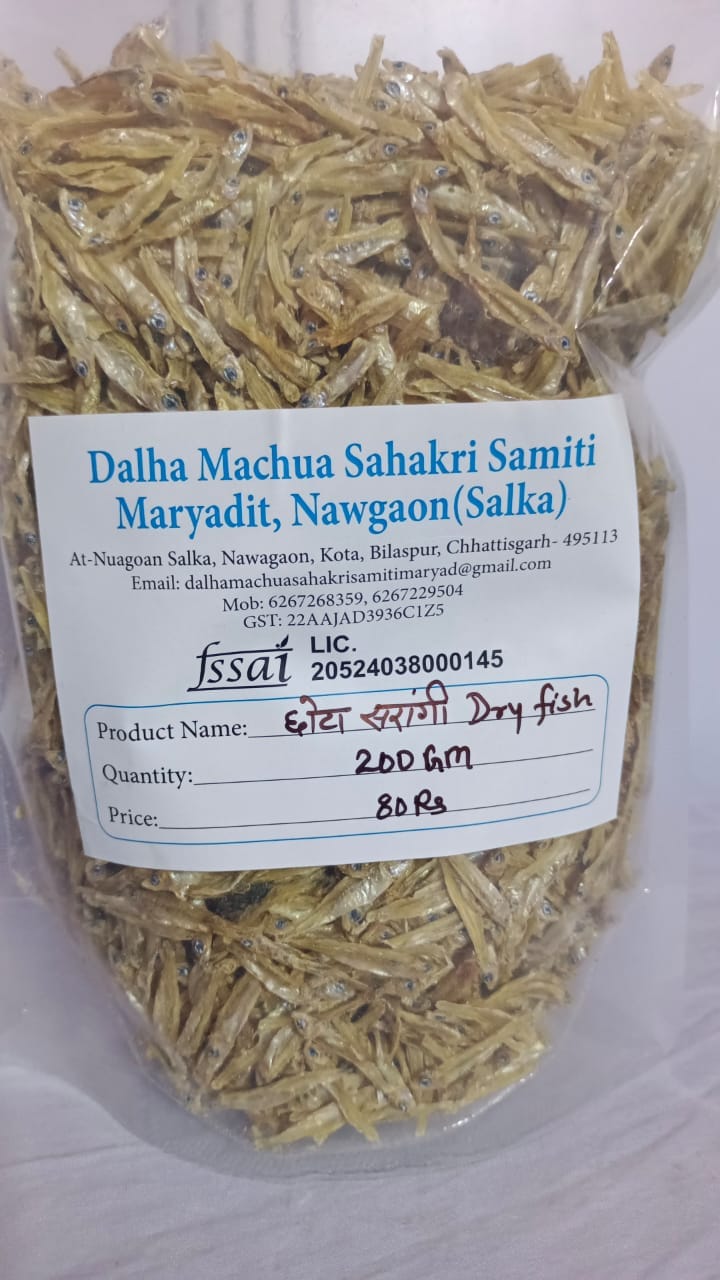 Dalha Machua Sahakri Samiti
Maryadit, Nawgaon(Salka)
At-Nuagoan Salka, Nawagaon, Kota, Bilaspur, Chhattisgarh- 495113
Email: dalhamachuasahakrisamitimaryad@gmail.com
Mob: 6267268359, 6267229504
GST: 22AAJAD3936C1Z5
fssai LIC.
20524038000145
Product Name: छोटा सरांगी Dry fish
Quantity: 200 Gm
Price: 80 Rs